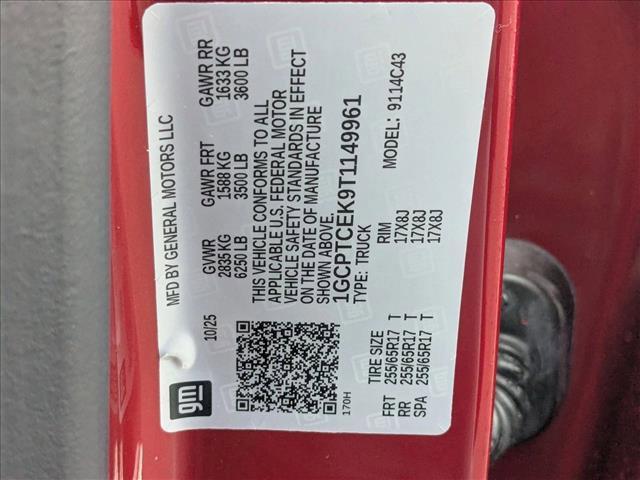 gm
MFD BY GENERAL MOTORS LLC
10/25
GVWR GAWR FRT GAWR RR
2835 KG 1588 KG 1633 KG
6250 LB 3500 LB 3600 LB
THIS VEHICLE CONFORMS TO ALL
APPLICABLE U.S. FEDERAL MOTOR
VEHICLE SAFETY STANDARDS IN EFFECT
ON THE DATE OF MANUFACTURE
SHOWN ABOVE.
1GCPTCEK9T1149961
TYPE: TRUCK
MODEL: 9114C43
170H
TIRE SIZE RIM
FRT 255/65R17 T 17X8J
RR 255/65R17 T 17X8J
SPA 255/65R17 T 17X8J